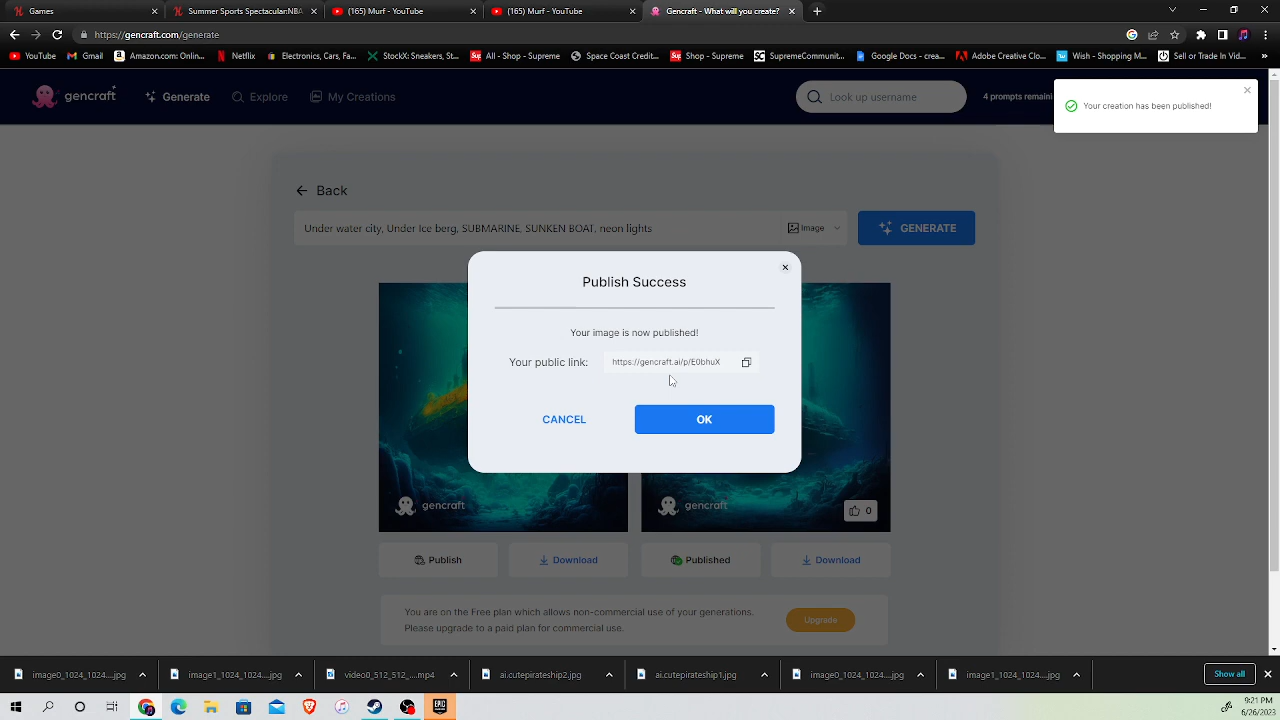 Games
Summer Sports Spectacular:NBA
(165) Murf - YouTube
(165) Murf - YouTube
Gencraft - What will you create?
https://gencraft.com/generate
YouTube
Gmail
Amazon.com: Onlin...
Netflix
Electronics, Cars, Fa...
StockX: Sneakers, St...
All - Shop - Supreme
Space Coast Credit...
Shop - Supreme
SupremeCommunit...
Google Docs - crea...
Adobe Creative Clo...
Wish - Shopping M...
Sell or Trade In Vid...
gencraft
Generate
Explore
My Creations
Look up username
4 prompts remaini
Your creation has been published!
Back
Under water city, Under Ice berg, SUBMARINE, SUNKEN BOAT, neon lights
Image
GENERATE
Publish Success
Your image is now published!
Your public link:
https://gencraft.ai/p/E0bhuX
CANCEL
OK
gencraft
gencraft
0
Publish
Download
Published
Download
You are on the Free plan which allows non-commercial use of your generations.
Please upgrade to a paid plan for commercial use.
Upgrade
image0_1024_1024....jpg
image1_1024_1024....jpg
video0_512_512_....mp4
ai.cutepirateship2.jpg
ai.cutepirateship1.jpg
image0_1024_1024....jpg
image1_1024_1024....jpg
Show all
EPIC
9:21 PM
6/26/2023